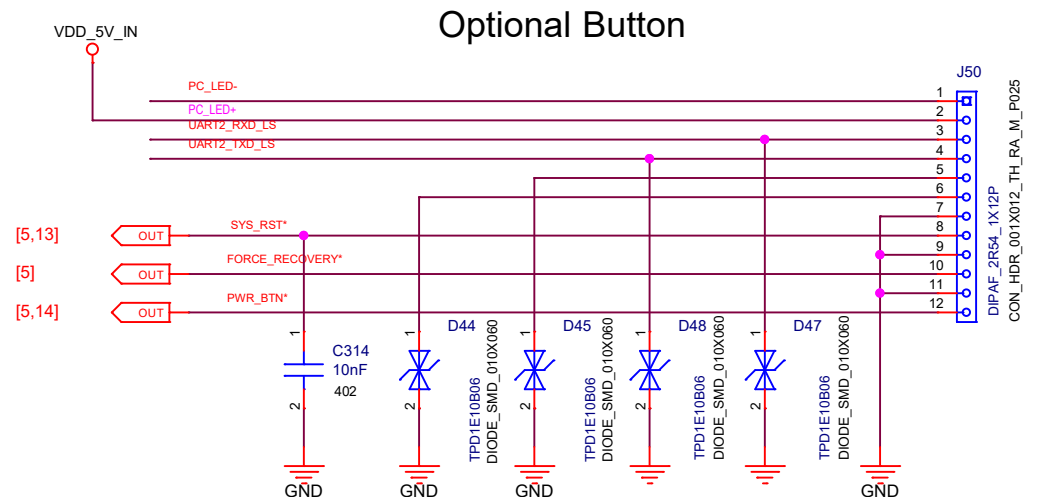 Optional Button
VDD_5V_IN
J50
PC_LED-
1
PC_LED+
2
UART2_RXD_LS
3
UART2_TXD_LS
4
5
6
7
[5,13] OUT SYS_RST* 8
9
[5] OUT FORCE_RECOVERY* 10
11
[5,14] OUT PWR_BTN* 12
DIPAF_2R54_1X12P
CON_HDR_001X012_TH_RA_M_P025
1 C314 10nF 402 2
1 D44 2 TPD1E10B06 DIODE_SMD_010X060
1 D45 2 TPD1E10B06 DIODE_SMD_010X060
1 D48 2 TPD1E10B06 DIODE_SMD_010X060
1 D47 2 TPD1E10B06 DIODE_SMD_010X060
GND GND GND GND